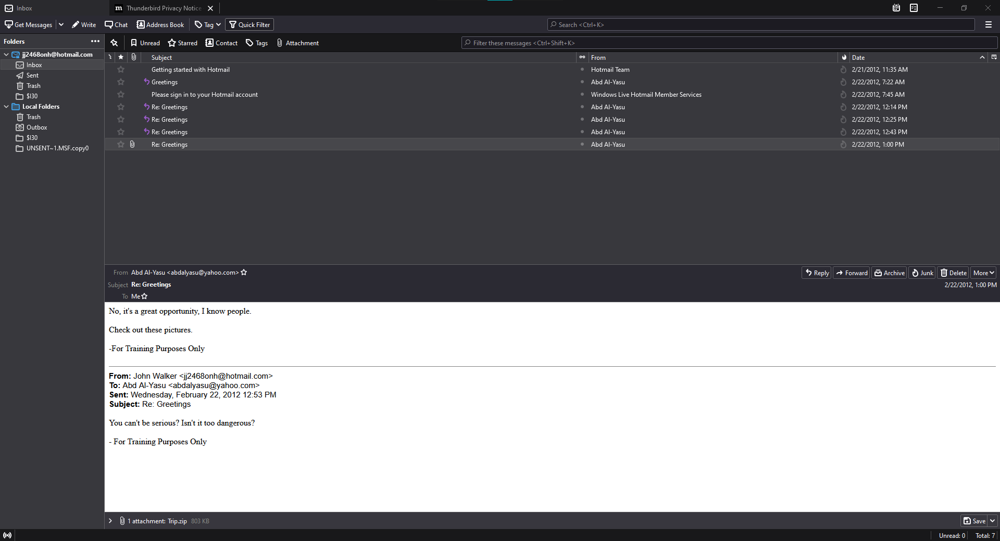 Inbox
m Thunderbird Privacy Notice
Get Messages Write Chat Address Book Tag Quick Filter Search <Ctrl+K>
Folders
Unread Starred Contact Tags Attachment Filter these messages <Ctrl+Shift+K>
jj2468onh@hotmail.com
Inbox
Sent
Trash
$I30
Local Folders
Trash
Outbox
$I30
UNSENT~1.MSF.copy0
Subject From Date
Getting started with Hotmail Hotmail Team 2/21/2012, 11:35 AM
Greetings Abd Al-Yasu 2/22/2012, 7:22 AM
Please sign in to your Hotmail account Windows Live Hotmail Member Services 2/22/2012, 7:45 AM
Re: Greetings Abd Al-Yasu 2/22/2012, 12:14 PM
Re: Greetings Abd Al-Yasu 2/22/2012, 12:25 PM
Re: Greetings Abd Al-Yasu 2/22/2012, 12:43 PM
Re: Greetings Abd Al-Yasu 2/22/2012, 1:00 PM
From Abd Al-Yasu <abdalyasu@yahoo.com> Reply Forward Archive Junk Delete More
Subject Re: Greetings 2/22/2012, 1:00 PM
To Me
No, it's a great opportunity, I know people.
Check out these pictures.
-For Training Purposes Only
From: John Walker <jj2468onh@hotmail.com>
To: Abd Al-Yasu <abdalyasu@yahoo.com>
Sent: Wednesday, February 22, 2012 12:53 PM
Subject: Re: Greetings
You can't be serious? Isn't it too dangerous?
- For Training Purposes Only
1 attachment: Trip.zip 803 KB Save
Unread: 0 Total: 7